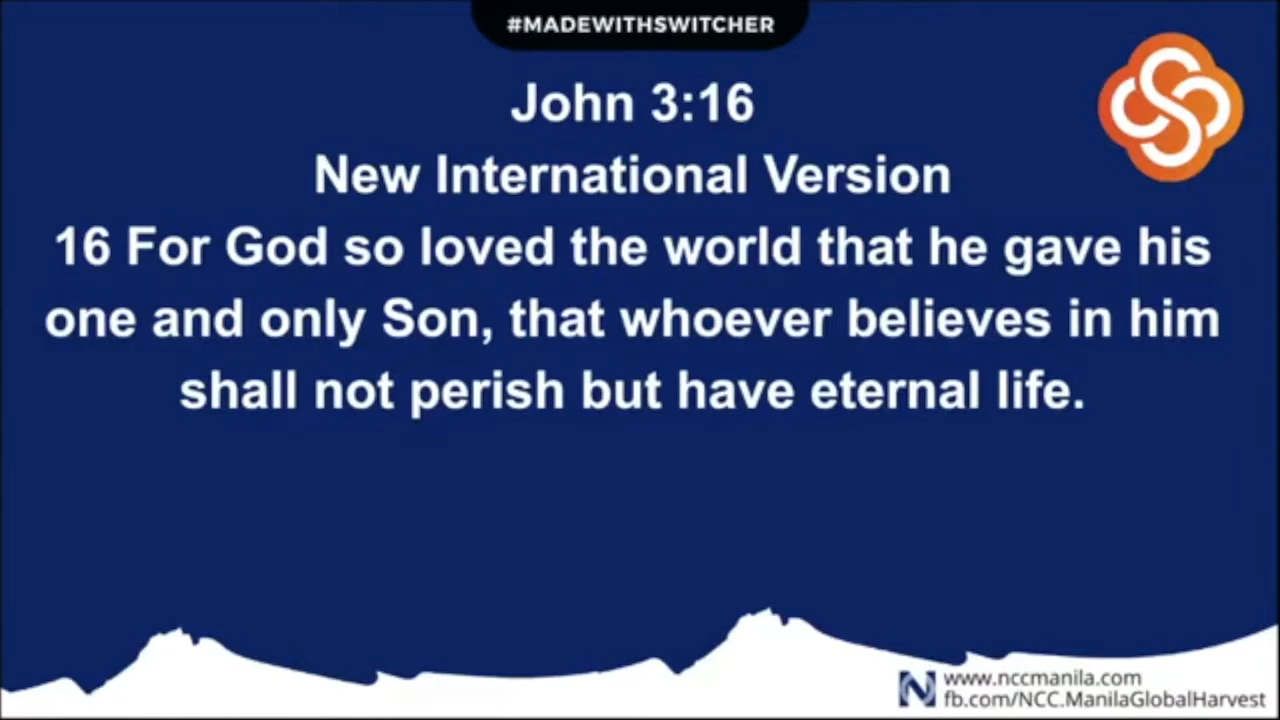 #MADEWITHSWITCHER
John 3:16
New International Version
16 For God so loved the world that he gave his
one and only Son, that whoever believes in him
shall not perish but have eternal life.
www.nccmanila.com
fb.com/NCC.ManilaGlobalHarvest